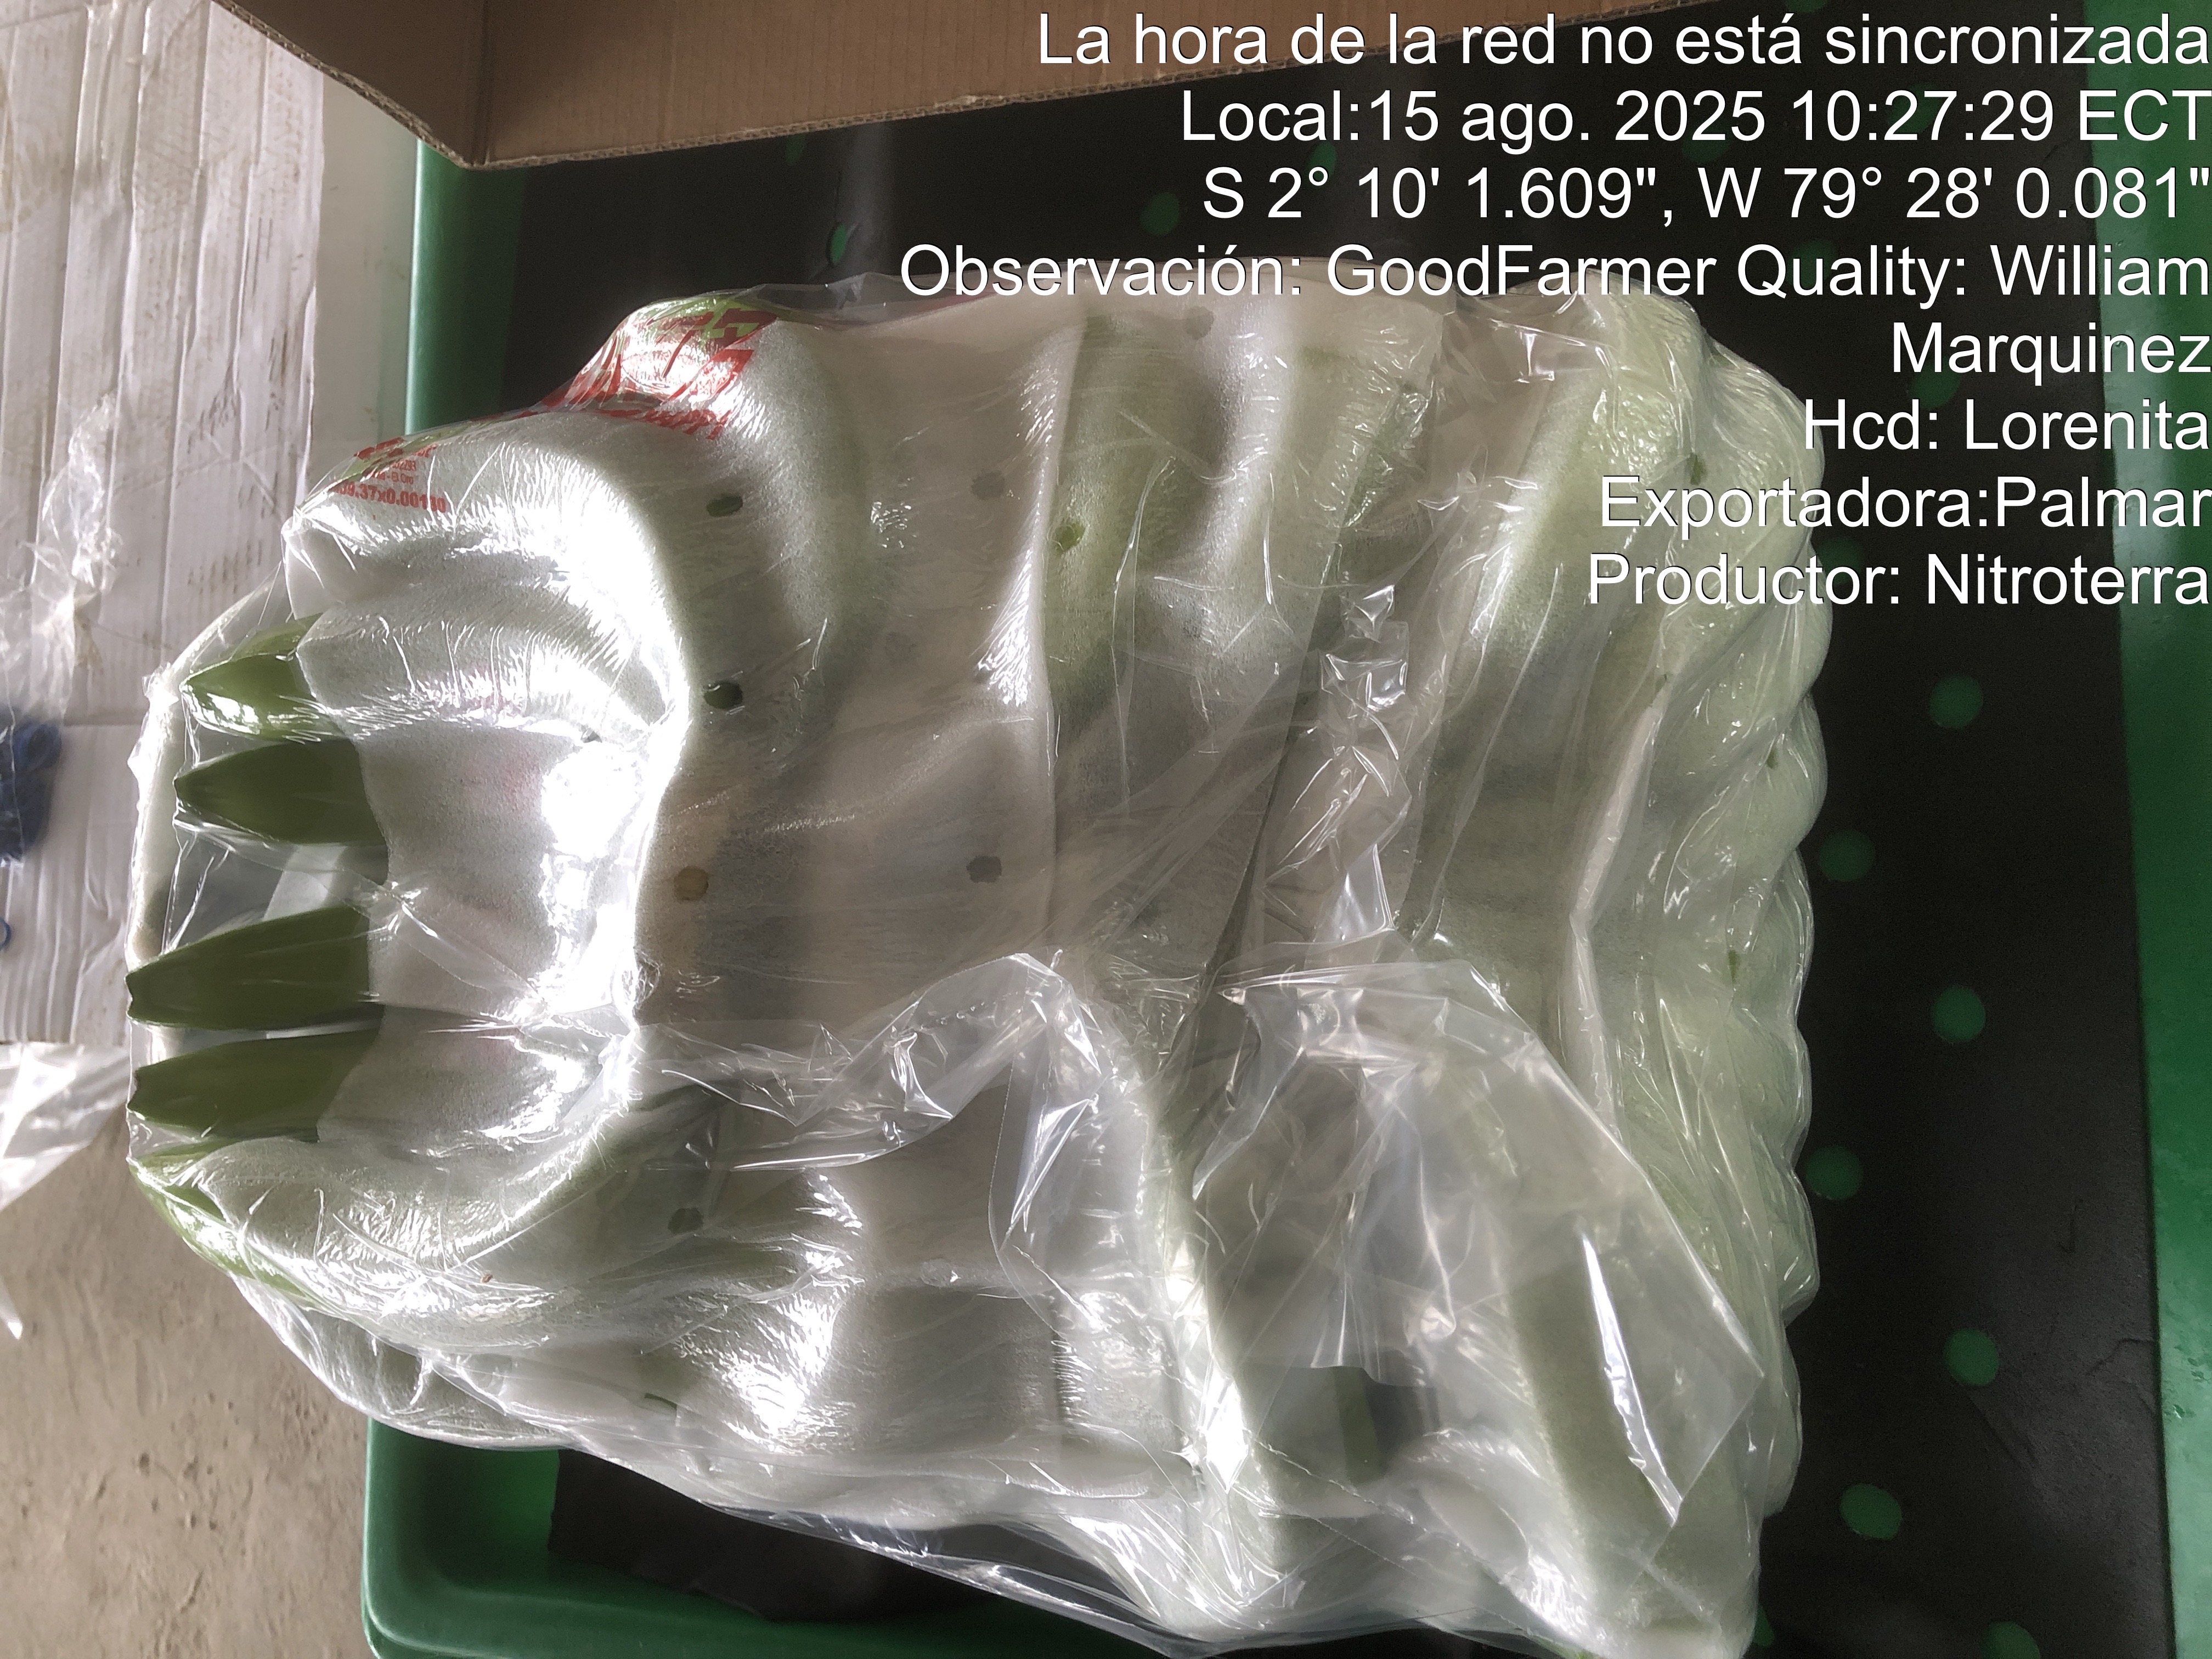 La hora de la red no está sincronizada
Local:15 ago. 2025 10:27:29 ECT
S 2° 10' 1.609", W 79° 28' 0.081"
Observación: GoodFarmer Quality: William
Marquinez
Hcd: Lorenita
Exportadora:Palmar
Productor: Nitroterra